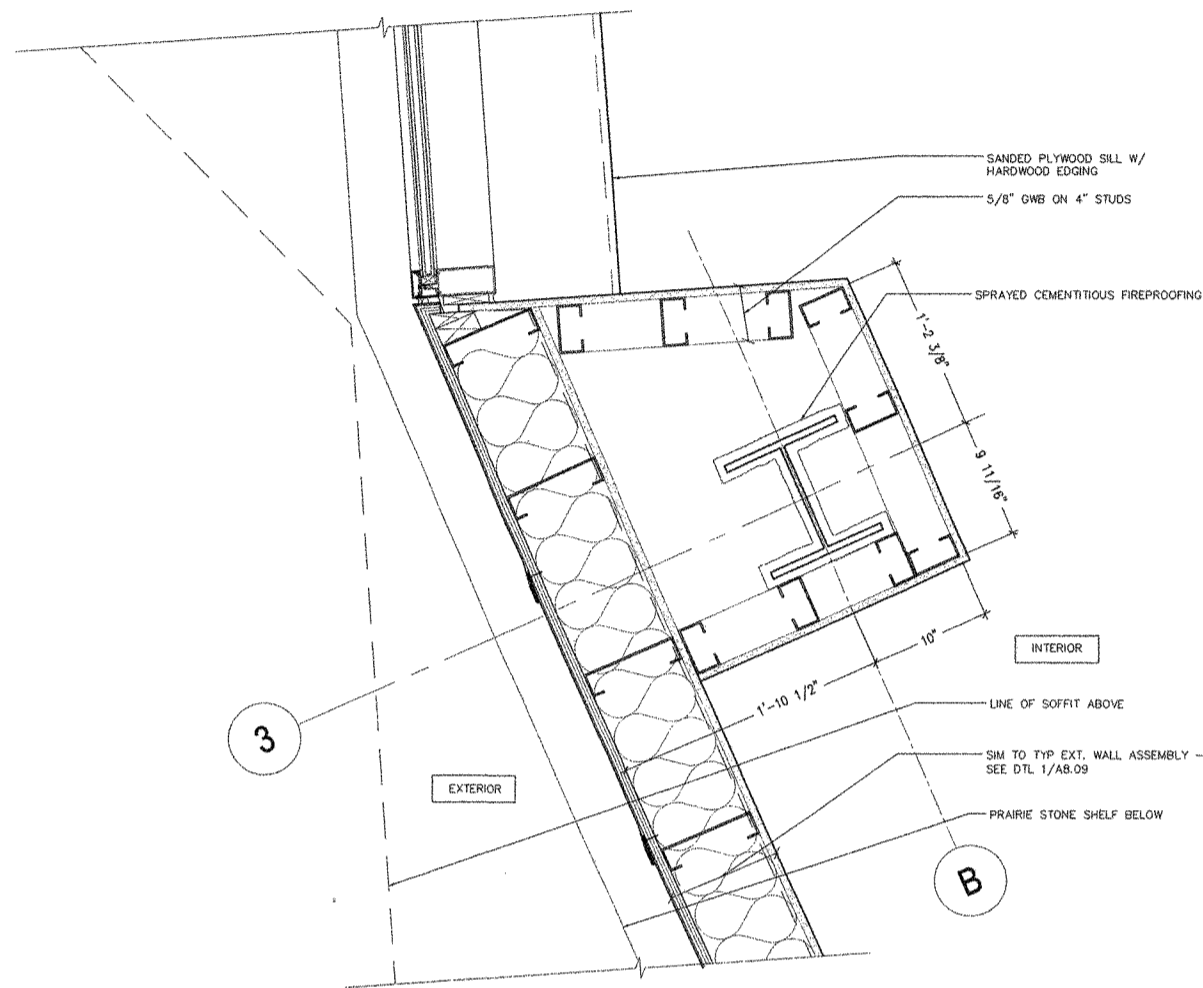 SANDED PLYWOOD SILL W/
HARDWOOD EDGING
5/8" GWB ON 4" STUDS
SPRAYED CEMENTITIOUS FIREPROOFING
1'-2 3/8"
9 11/16"
10"
1'-10 1/2"
INTERIOR
LINE OF SOFFIT ABOVE
SIM TO TYP EXT. WALL ASSEMBLY -
SEE DTL 1/A8.09
PRAIRIE STONE SHELF BELOW
EXTERIOR
3
B